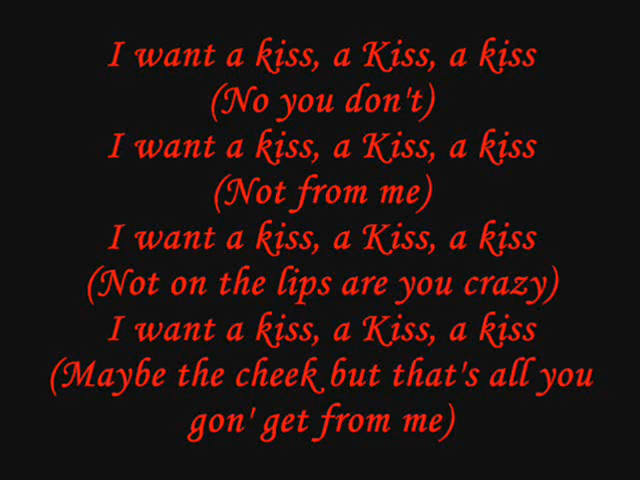 I want a kiss, a Kiss, a kiss
(No you don't)
I want a kiss, a Kiss, a kiss
(Not from me)
I want a kiss, a Kiss, a kiss
(Not on the lips are you crazy)
I want a kiss, a Kiss, a kiss
(Maybe the cheek but that's all you
gon' get from me)